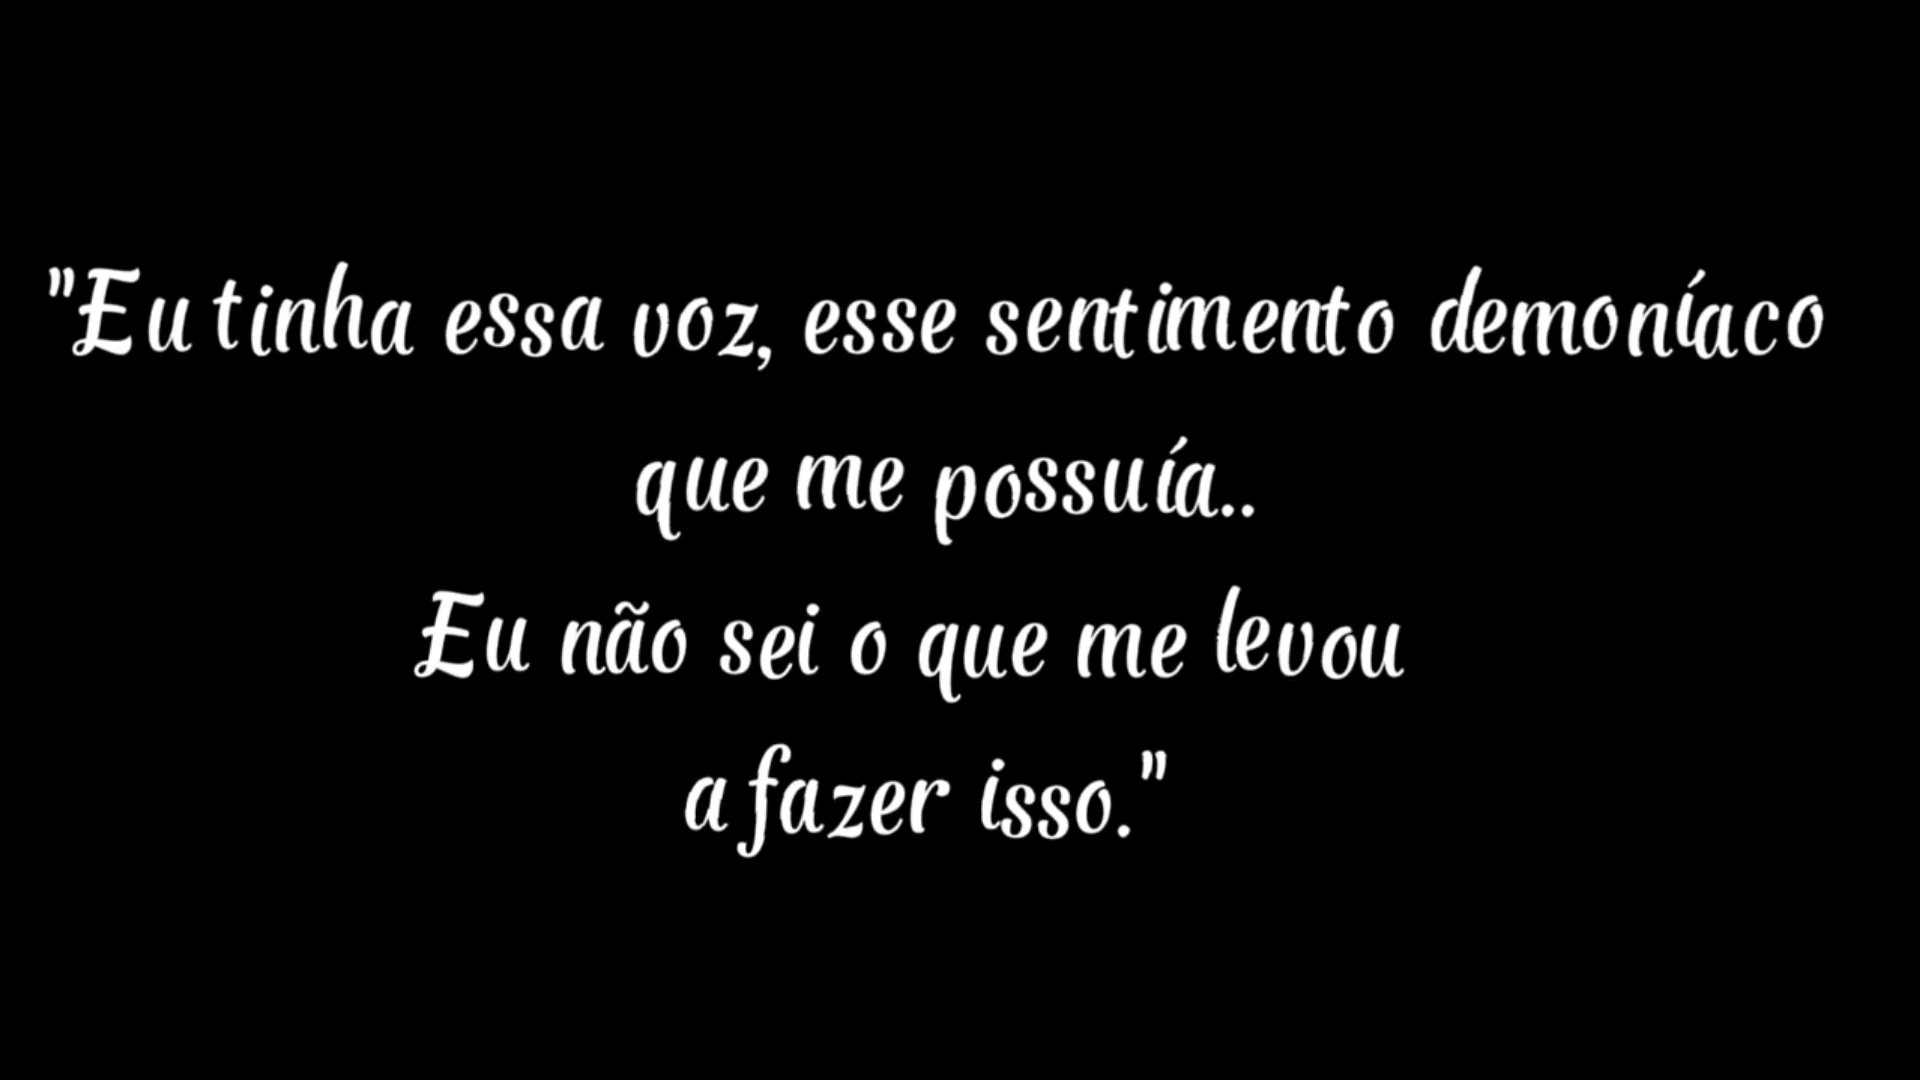 "Eu tinha essa voz, esse sentimento demoníaco
que me possuía..
Eu não sei o que me levou
a fazer isso."